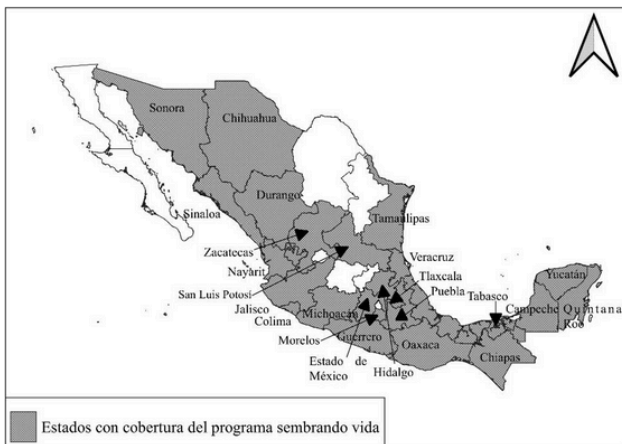 Sonora
Chihuahua
Durango
Sinaloa
Tamaulipas
Zacatecas
Nayarit
Veracruz
San Luis Potosí
Tlaxcala
Puebla
Yucatán
Tabasco
Jalisco
Colima
Michoacán
Campeche
Quintana
Roo
Morelos
Guerrero
Oaxaca
Chiapas
Estado de
México
Hidalgo
Estados con cobertura del programa sembrando vida